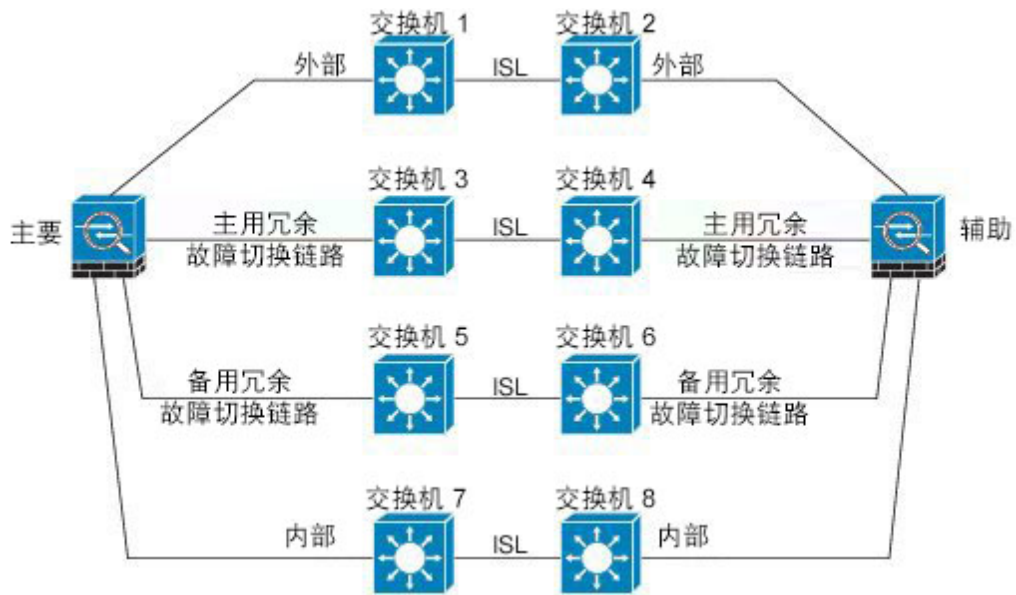 交换机 1
交换机 2
外部
ISL
外部
交换机 3
交换机 4
主要
主用冗余
故障切换链路
ISL
主用冗余
故障切换链路
辅助
交换机 5
交换机 6
备用冗余
故障切换链路
ISL
备用冗余
故障切换链路
交换机 7
交换机 8
内部
ISL
内部